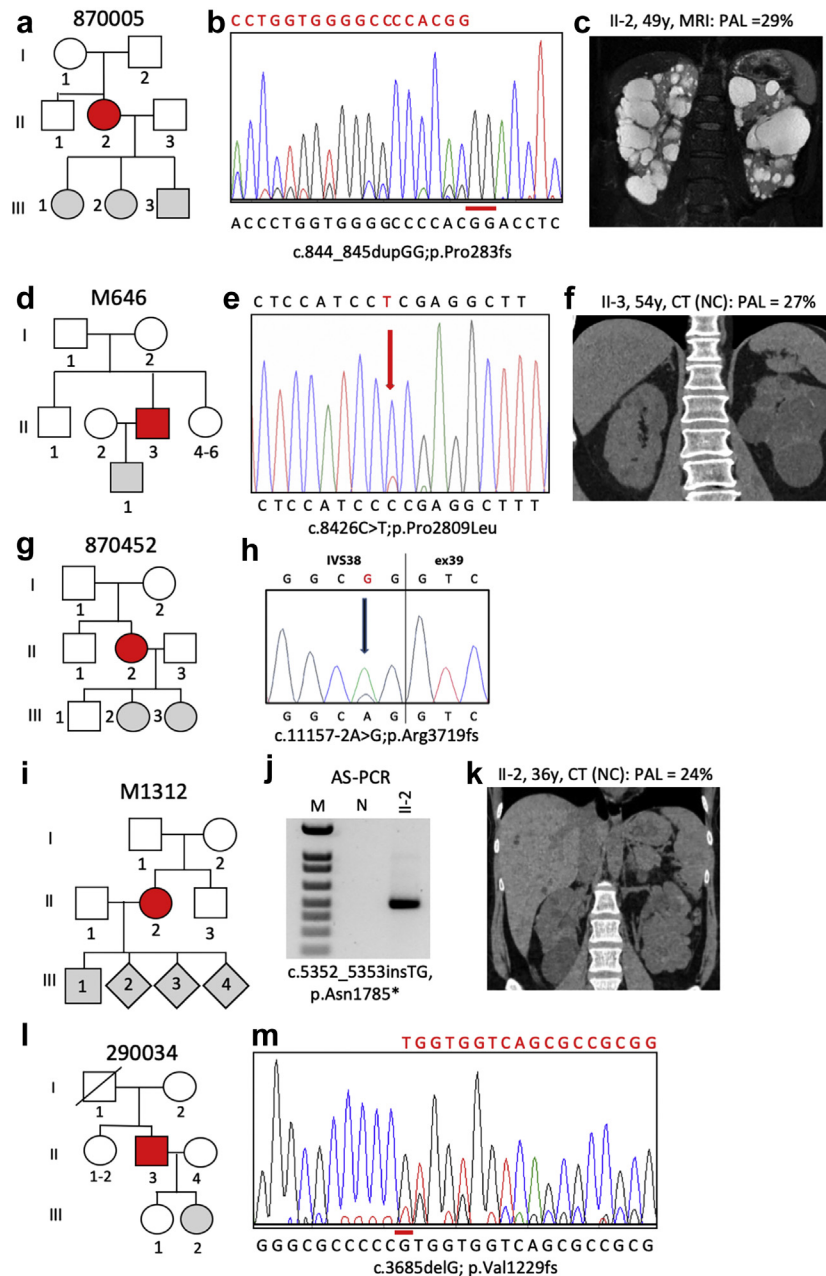 a
870005
I
1
2
II
1
2
3
III
1
2
3
b
CCTGGTGGGGCCCCACGG
ACCCTGGTGGGGCCCCACGGACCTC
c.844_845dupGG;p.Pro283fs
c
II-2, 49y, MRI: PAL =29%
d
M646
I
1
2
II
1
2
3
4-6
1
e
CTCCATCCTCGAGGCTT
CTCCATCCCCGAGGCTTT
c.8426C>T;p.Pro2809Leu
f
II-3, 54y, CT (NC): PAL = 27%
g
870452
I
1
2
II
1
2
3
III
1
2
3
h
IVS38
ex39
G G C G G G T C
G G C A G G T C
c.11157-2A>G;p.Arg3719fs
i
M1312
I
1
2
II
1
2
3
III
1
2
3
4
j
AS-PCR
M N II-2
c.5352_5353insTG,
p.Asn1785*
k
II-2, 36y, CT (NC): PAL = 24%
l
290034
I
1
2
II
1-2
3
4
III
1
2
m
TGGTGGTCAGCGCCGCGG
GGGCGCCCCCGTGGTGGTCAGCGCCGCG
c.3685delG; p.Val1229fs